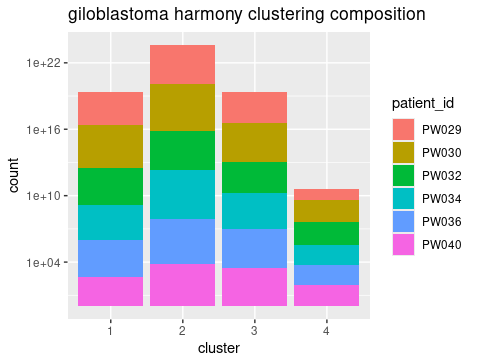 giloblastoma harmony clustering composition
count
1e+22
1e+16
1e+10
1e+04
1
2
3
4
cluster
patient_id
PW029
PW030
PW032
PW034
PW036
PW040